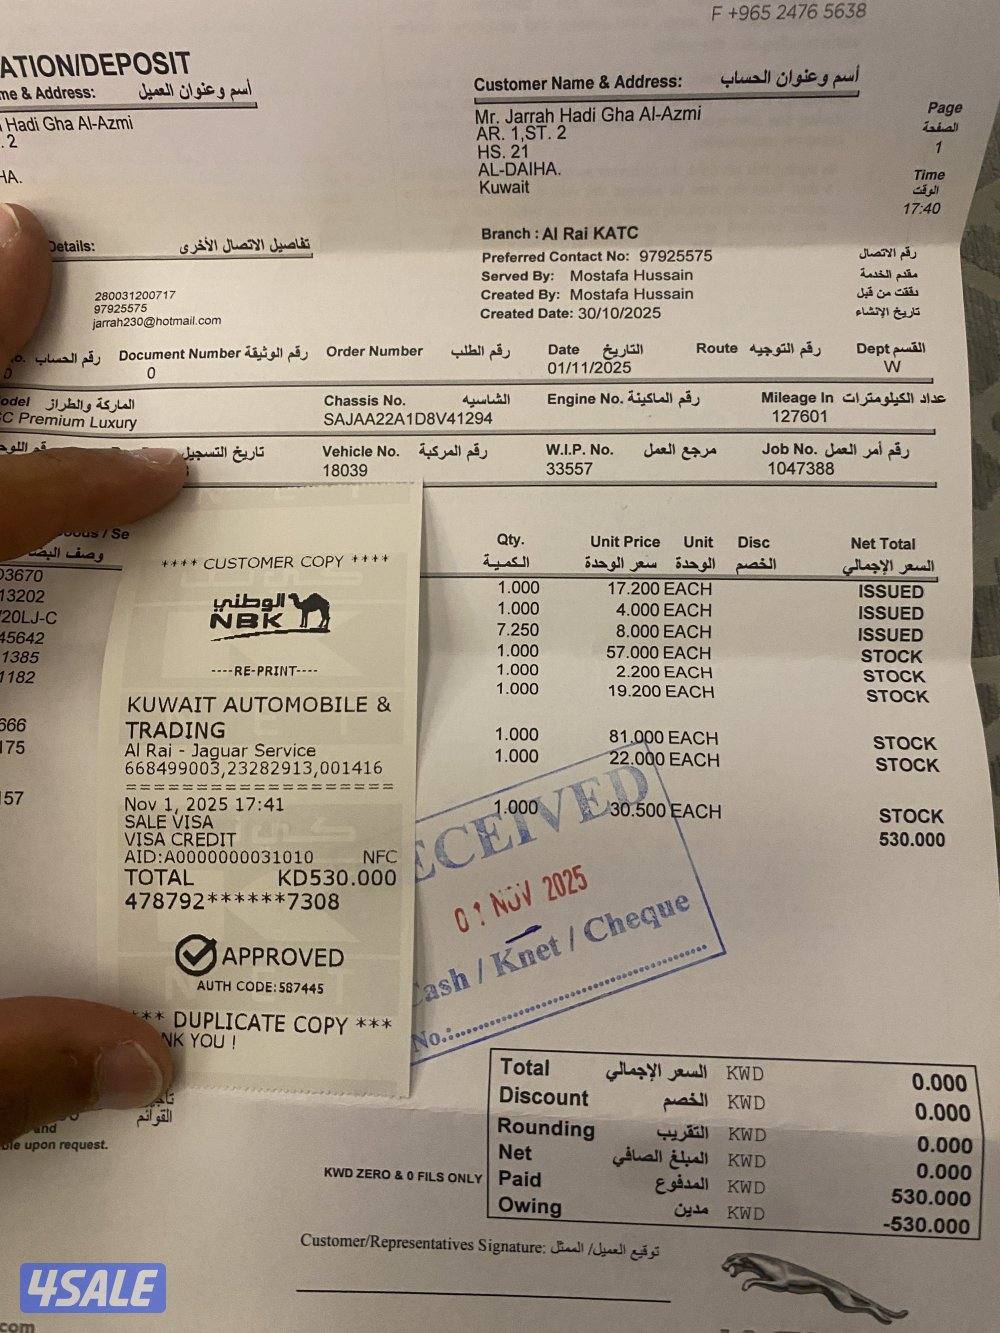 F +965 2476 5638
ATION/DEPOSIT
me & Address: أسم وعنوان العميل
Customer Name & Address: أسم وعنوان الحساب
Hadi Gha Al-Azmi
. 2
HA.
Mr. Jarrah Hadi Gha Al-Azmi
AR. 1,ST. 2
HS. 21
AL-DAIHA.
Kuwait
Page
الصفحة
1
Time
الوقت
17:40
Details: تفاصيل الاتصال الأخرى
280031200717
97925575
jarrah230@hotmail.com
Branch : Al Rai KATC
Preferred Contact No: 97925575 رقم الاتصال
Served By: Mostafa Hussain مقدم الخدمة
Created By: Mostafa Hussain دققت من قبل
Created Date: 30/10/2025 تاريخ الإنشاء
o. رقم الحساب Document Number رقم الوثيقة Order Number رقم الطلب Date التاريخ Route رقم التوجيه Dept القسم
0 0 01/11/2025 W
odel الماركة والطراز Chassis No. الشاسيه Engine No. رقم الماكينة Mileage In عداد الكيلومترات
C Premium Luxury SAJAA22A1D8V41294 127601
تاريخ التسجيل Vehicle No. رقم المركبة W.I.P. No. مرجع العمل Job No. رقم أمر العمل
18039 33557 1047388
oods / Se
وصف البضا
Qty. Unit Price Unit Disc Net Total
الكمية سعر الوحدة الوحدة الخصم السعر الإجمالي
03670 1.000 17.200 EACH ISSUED
13202 1.000 4.000 EACH ISSUED
/20LJ-C 7.250 8.000 EACH ISSUED
45642 1.000 57.000 EACH STOCK
1385 1.000 2.200 EACH STOCK
1182 1.000 19.200 EACH STOCK
666 1.000 81.000 EACH STOCK
175 1.000 22.000 EACH STOCK
157 1.000 30.500 EACH STOCK
530.000
**** CUSTOMER COPY ****
الوطني
NBK
----RE-PRINT----
KUWAIT AUTOMOBILE &
TRADING
Al Rai - Jaguar Service
668499003,23282913,001416
====================
Nov 1, 2025 17:41
SALE VISA
VISA CREDIT
AID:A0000000031010 NFC
TOTAL KD530.000
478792******7308
APPROVED
AUTH CODE:587445
** DUPLICATE COPY ***
NK YOU !
ECEIVED
01 NOV 2025
Cash / Knet / Cheque
No.:
القوائم
and
ble upon request.
Total السعر الإجمالي KWD 0.000
Discount الخصم KWD 0.000
Rounding التقريب KWD 0.000
Net المبلغ الصافي KWD 0.000
KWD ZERO & 0 FILS ONLY
Paid المدفوع KWD 530.000
Owing مدين KWD -530.000
Customer/Representatives Signature: توقيع العميل/ الممثل
4SALE
com